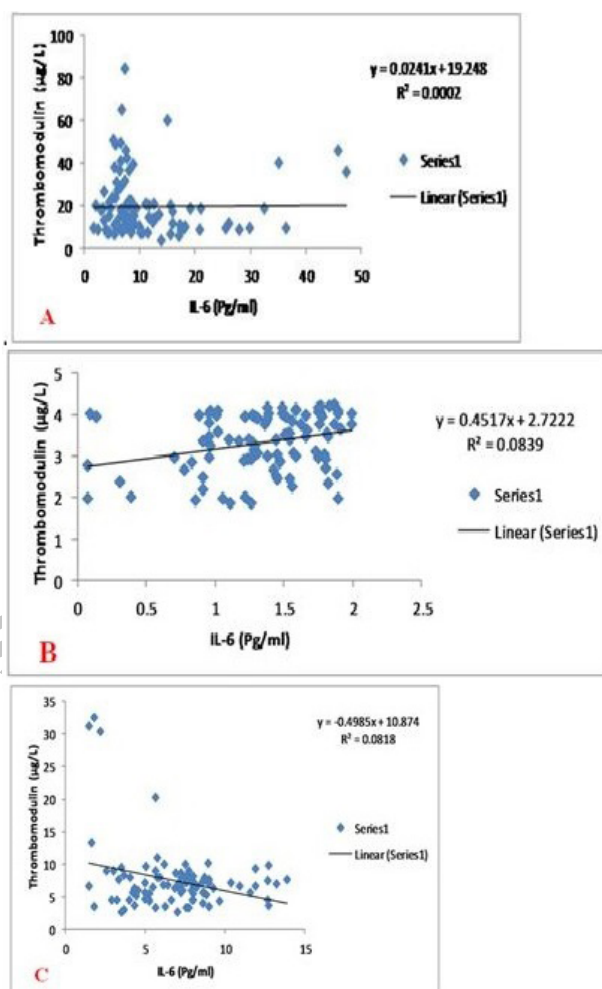 Thrombomodulin (µg/L)
100
80
60
40
20
0
0 10 20 30 40 50
IL-6 (Pg/ml)
y = 0.0241x + 19.248
R² = 0.0002
Series1
Linear (Series1)
A
Thrombomodulin (µg/L)
5
4
3
2
1
0
0 0.5 1 1.5 2 2.5
IL-6 (Pg/ml)
y = 0.4517x + 2.7222
R² = 0.0839
Series1
Linear (Series1)
B
Thrombomodulin (µg/L)
35
30
25
20
15
10
5
0
0 5 10 15
IL-6 (Pg/ml)
y = -0.4985x + 10.874
R² = 0.0818
Series1
Linear (Series1)
C